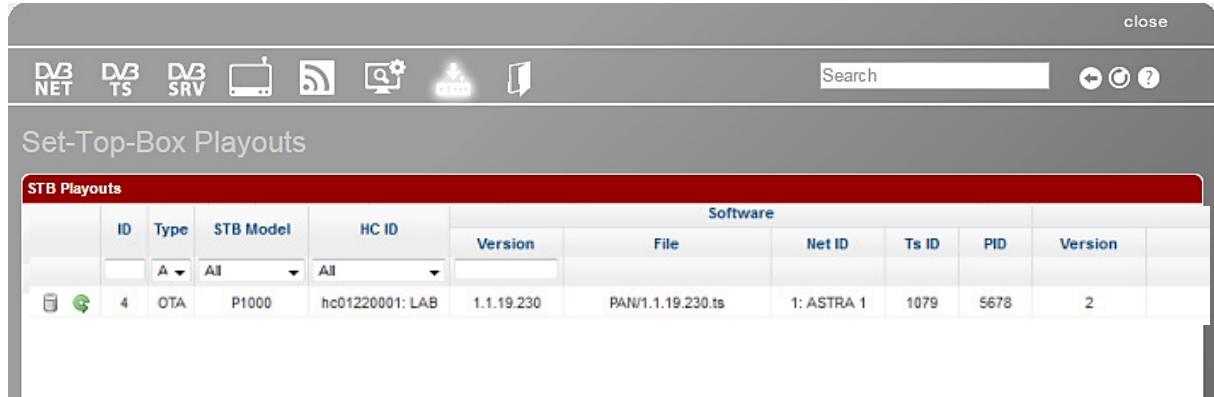 close
DVB NET DVB TS DVB SRV Search ?
Set-Top-Box Playouts
STB Playouts
Software
ID Type STB Model HC ID
Version File Net ID Ts ID PID Version
A All All
4 OTA P1000 hc01220001: LAB 1.1.19.230 PAN/1.1.19.230.ts 1: ASTRA 1 1079 5678 2